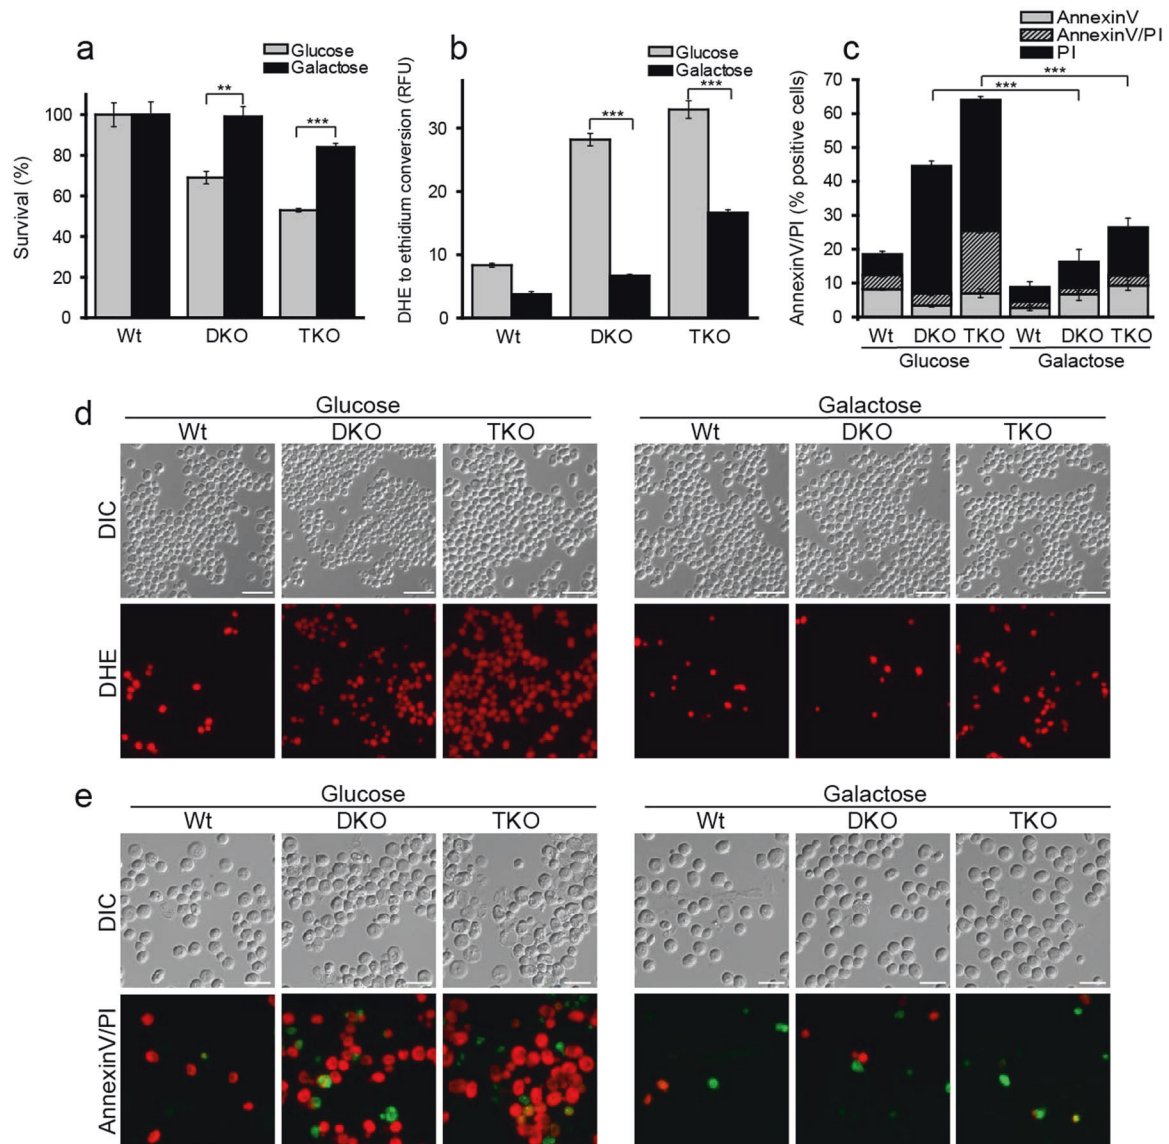 a
Glucose
Galactose
**
***
Survival (%)
100
80
60
40
20
0
Wt DKO TKO
b
Glucose
Galactose
***
***
DHE to ethidium conversion (RFU)
30
20
10
0
Wt DKO TKO
c
AnnexinV
AnnexinV/PI
PI
***
***
AnnexinV/PI (% positive cells)
70
60
50
40
30
20
10
0
Wt DKO TKO Wt DKO TKO
Glucose Galactose
d
Glucose Galactose
Wt DKO TKO Wt DKO TKO
DIC
DHE
e
Glucose Galactose
Wt DKO TKO Wt DKO TKO
DIC
AnnexinV/PI